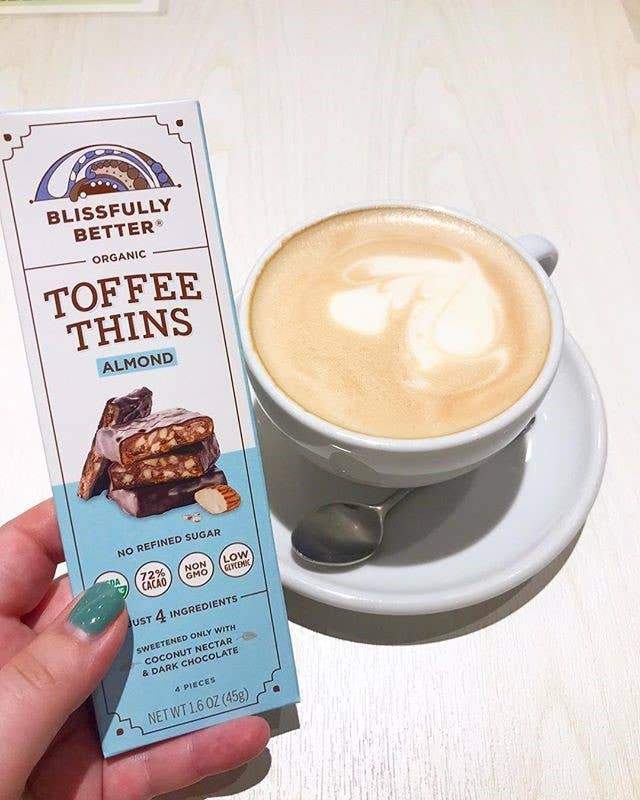 BLISSFULLY
BETTER®
ORGANIC
TOFFEE
THINS
ALMOND
NO REFINED SUGAR
72%
CACAO
NON
GMO
LOW
GLYCEMIC
UST 4 INGREDIENTS
SWEETENED ONLY WITH
COCONUT NECTAR
& DARK CHOCOLATE
4 PIECES
NET WT 1.6 OZ (45g)